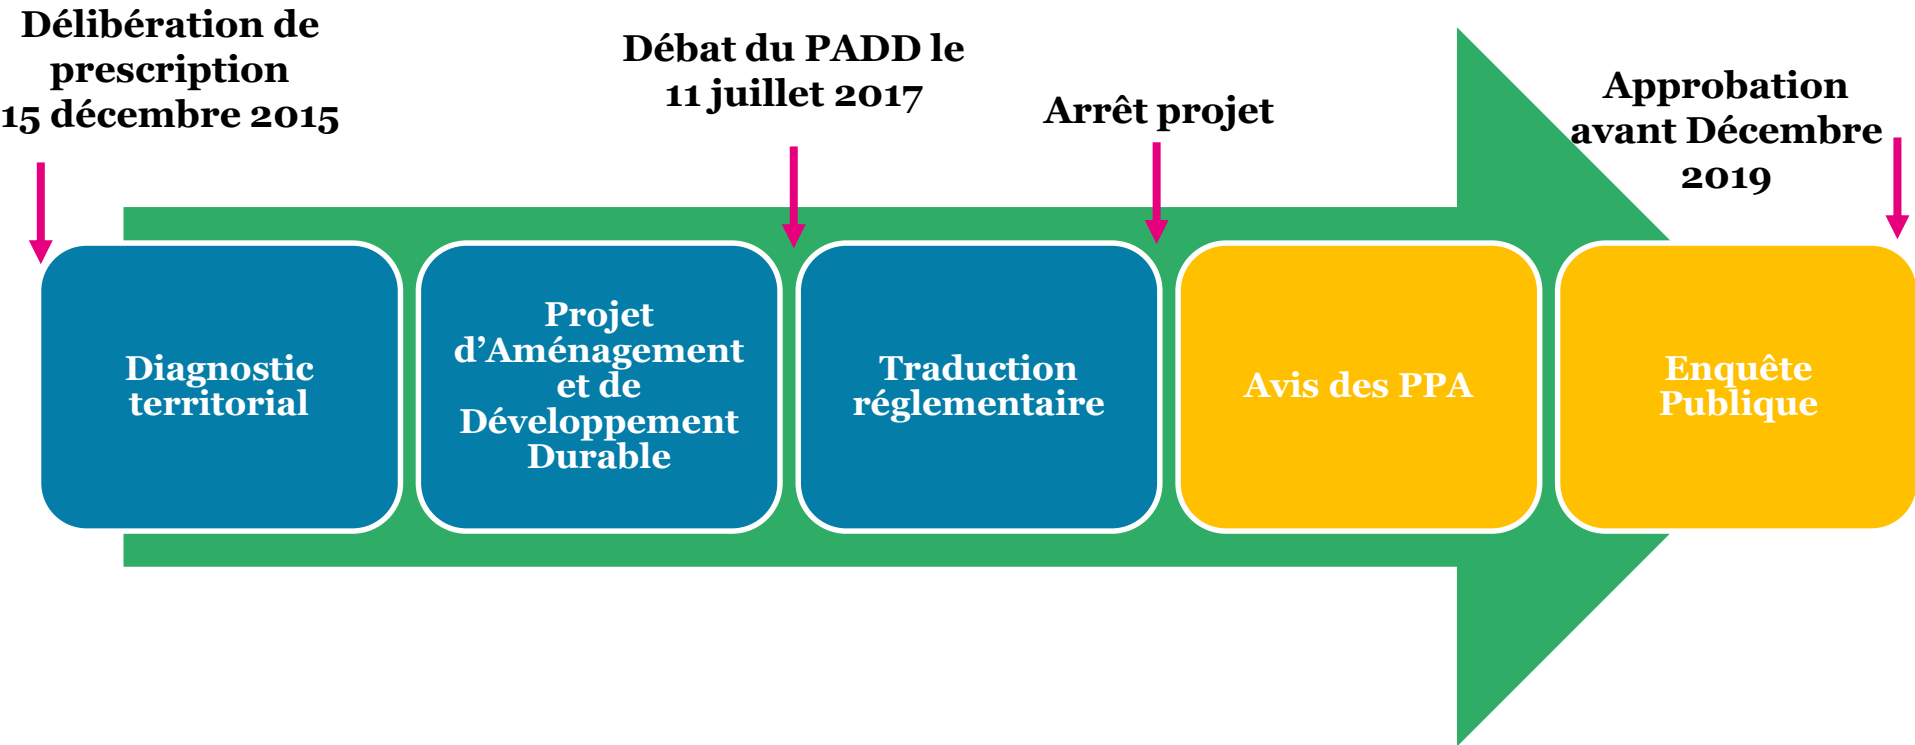 Délibération de
prescription
15 décembre 2015
Débat du PADD le
11 juillet 2017
Arrêt projet
Approbation
avant Décembre
2019
Diagnostic
territorial
Projet
d’Aménagement
et de
Développement
Durable
Traduction
réglementaire
Avis des PPA
Enquête
Publique